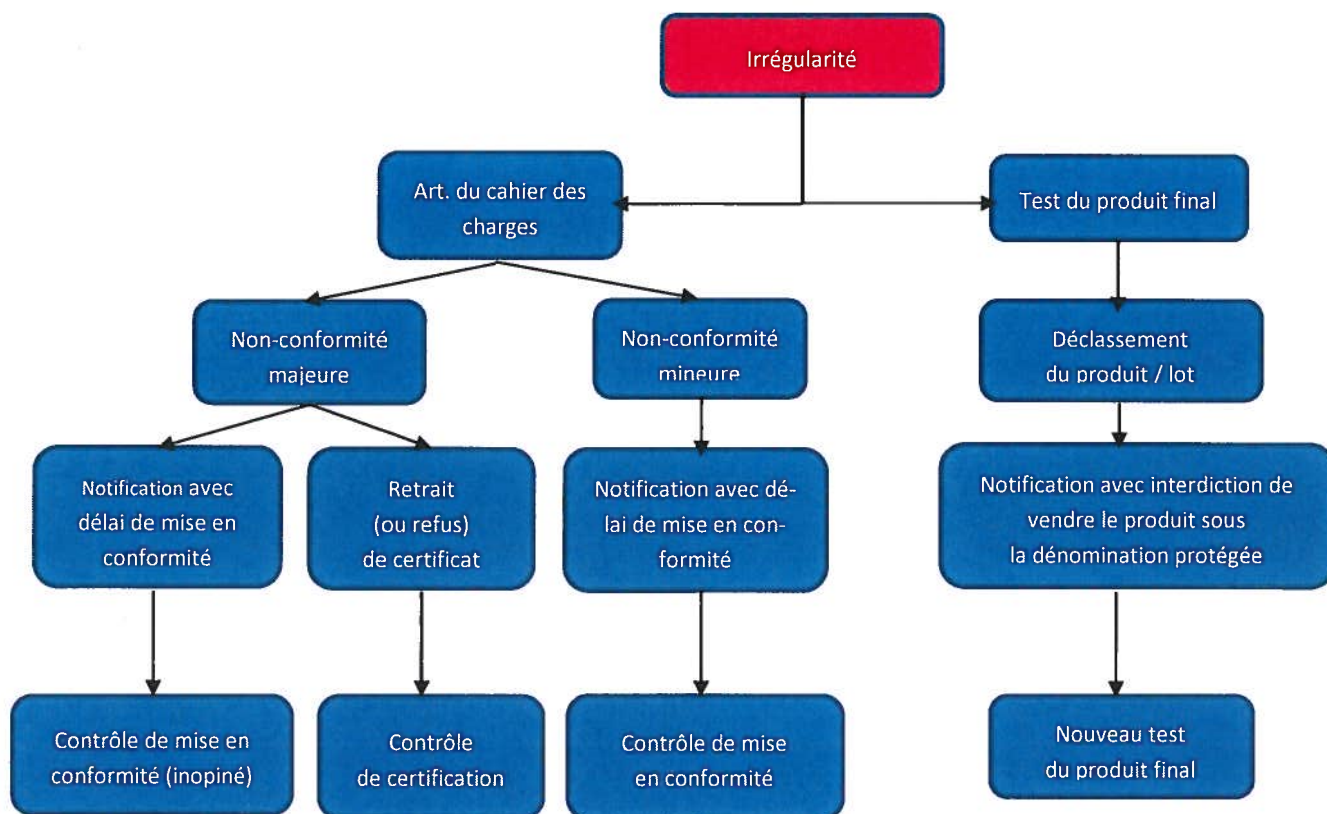 Irrégularité
Art. du cahier des
charges
Test du produit final
Non-conformité
majeure
Non-conformité
mineure
Déclassement
du produit / lot
Notification avec
délai de mise en
conformité
Retrait
(ou refus)
de certificat
Notification avec dé-
lai de mise en con-
formité
Notification avec interdiction de
vendre le produit sous
la dénomination protégée
Contrôle de mise en
conformité (inopiné)
Contrôle
de certification
Contrôle de mise
en conformité
Nouveau test
du produit final